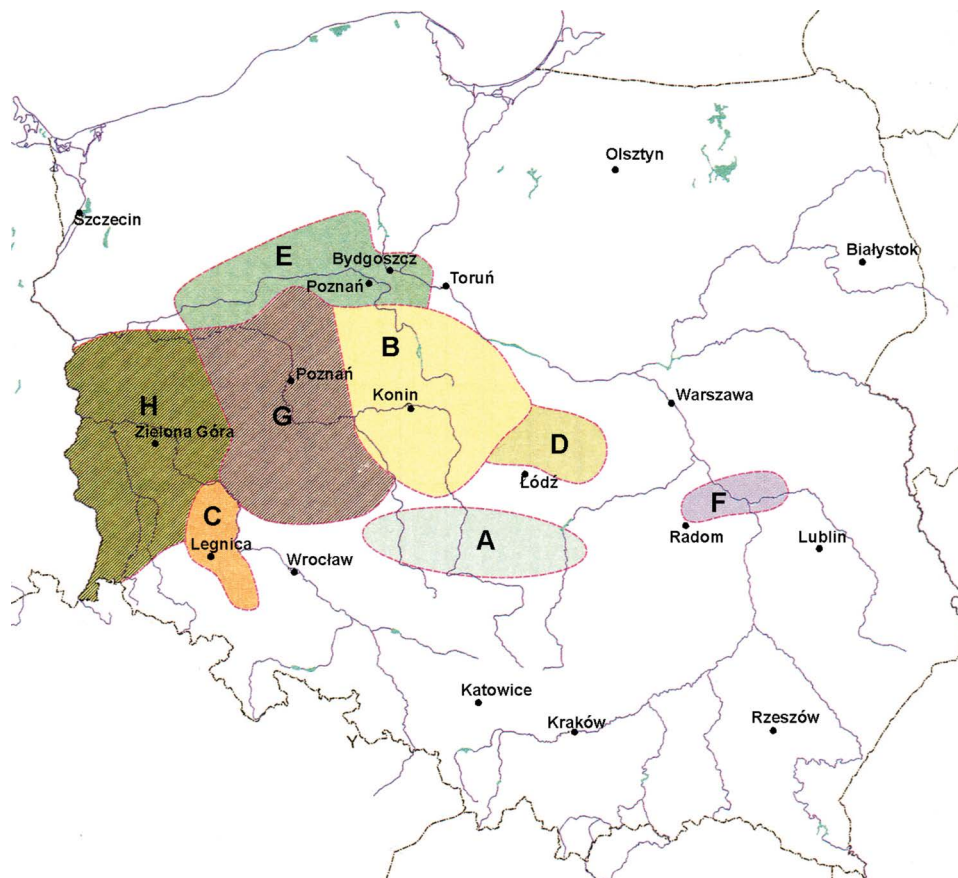 Olsztyn
Szczecin
Białystok
E
Bydgoszcz
Toruń
Poznań
B
Poznań
Konin
Warszawa
H
G
Zielona Góra
D
Łódź
F
C
A
Radom
Lublin
Legnica
Wrocław
Katowice
Kraków
Rzeszów